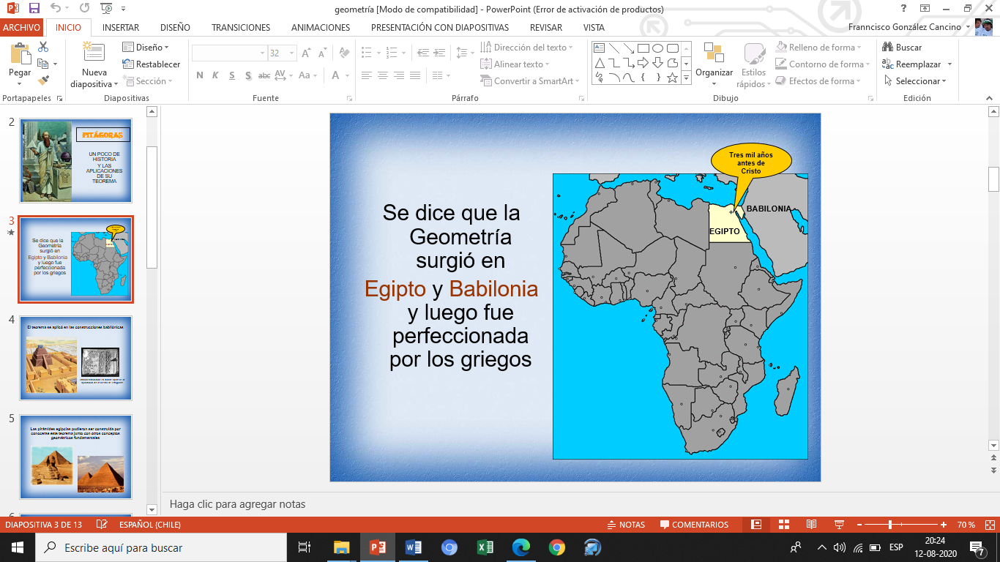 geometría [Modo de compatibilidad] - PowerPoint (Error de activación de productos)
ARCHIVO INICIO INSERTAR DISEÑO TRANSICIONES ANIMACIONES PRESENTACIÓN CON DIAPOSITIVAS REVISAR VISTA Franncisco González Cancino
Pegar
Portapapeles
Nueva
diapositiva
Diseño
Restablecer
Sección
Diapositivas
32
N K S S abc AV Aa A
Fuente
Dirección del texto
Alinear texto
Convertir a SmartArt
Párrafo
Organizar
Estilos
rápidos
Relleno de forma
Contorno de forma
Efectos de forma
Dibujo
Buscar
Reemplazar
Seleccionar
Edición
2
PITÁGORAS
UN POCO DE
HISTORIA
Y LAS
APLICACIONES
DE SU
TEOREMA
3
Se dice que la
Geometría
surgió en
Egipto y Babilonia
y luego fue
perfeccionada
por los griegos
4
El teorema se aplicó en las construcciones babilónicas
5
Las pirámides egipcias pudieron ser construida por
conocerse este teorema junto con otros conceptos
geométricos fundamentales
Se dice que la
Geometría
surgió en
Egipto y Babilonia
y luego fue
perfeccionada
por los griegos
Tres mil años
antes de
Cristo
BABILONIA
EGIPTO
Haga clic para agregar notas
DIAPOSITIVA 3 DE 13 ESPAÑOL (CHILE) NOTAS COMENTARIOS 70 %
Escribe aquí para buscar
ESP
20:24
12-08-2020
7